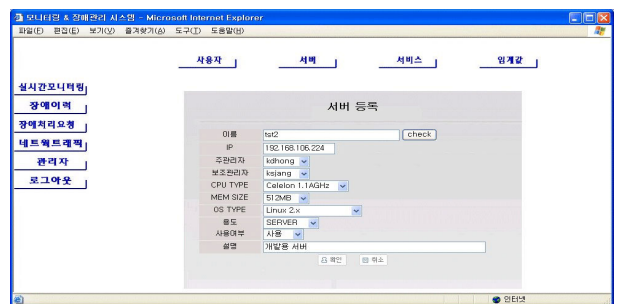 모니터링 & 장애관리 시스템 - Microsoft Internet Explorer
파일(F) 편집(E) 보기(V) 즐겨찾기(A) 도구(T) 도움말(H)
사용자 서버 서비스 임계값
실시간모니터링
장애이력
장애처리요청
네트웍트래픽
관리자
로그아웃
서버 등록
이름 tst2 check
IP 192.168.106.224
주관리자 kdhong
보조관리자 ksjang
CPU TYPE Celelon 1.1AGHz
MEM SIZE 512MB
OS TYPE Linux 2.x
용도 SERVER
사용여부 사용
설명 개발용 서버
확인 취소
인터넷